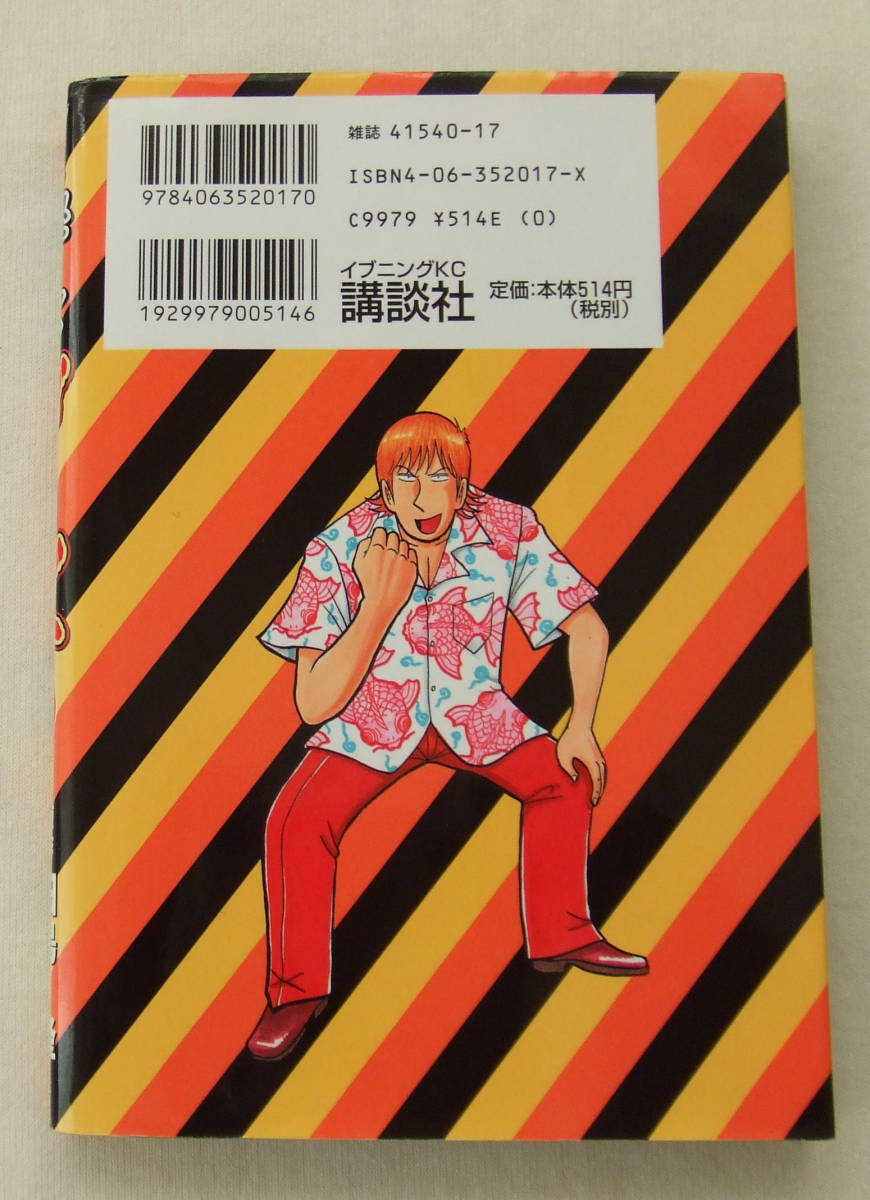 雑誌 41540-17
ISBN4-06-352017-X
C9979 ¥514E (0)
9784063520170
イブニングKC
講談社
定価:本体514円
(税別)
1929979005146